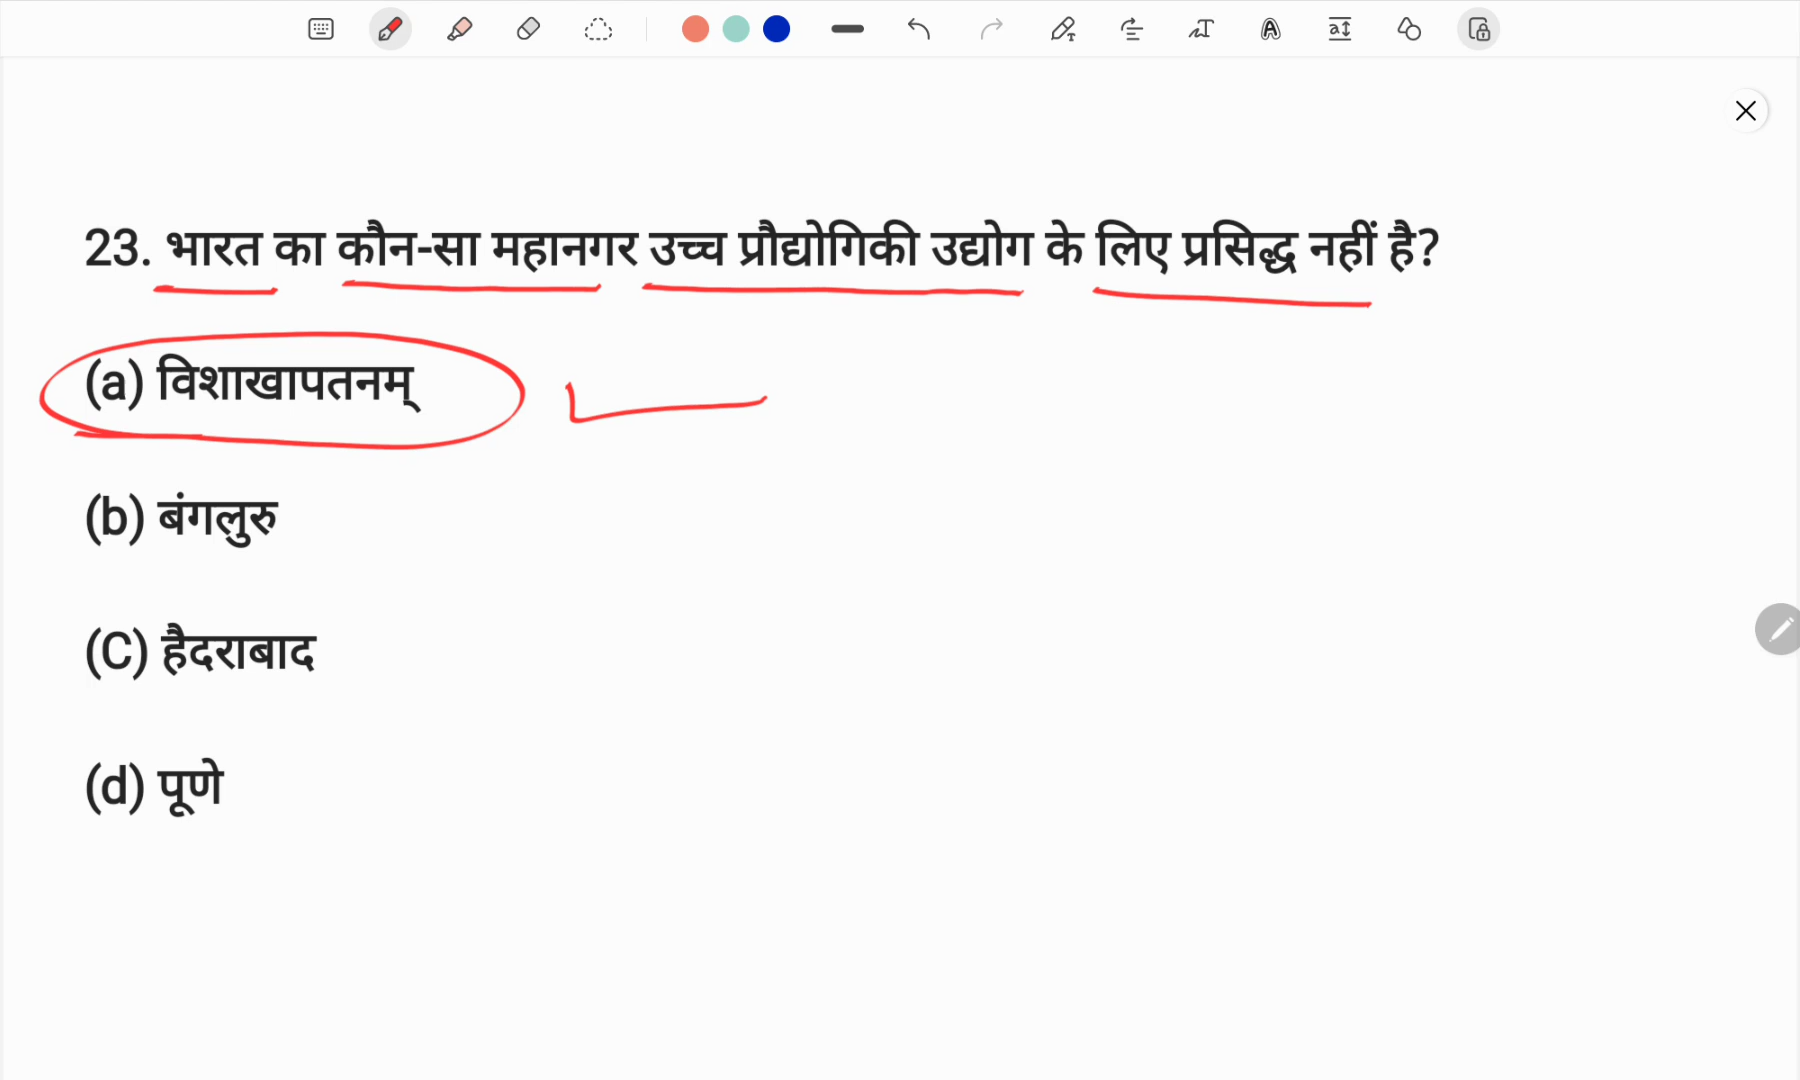 23. भारत का कौन-सा महानगर उच्च प्रौद्योगिकी उद्योग के लिए प्रसिद्ध नहीं है?
(a) विशाखापतनम्
(b) बंगलुरु
(C) हैदराबाद
(d) पूणे